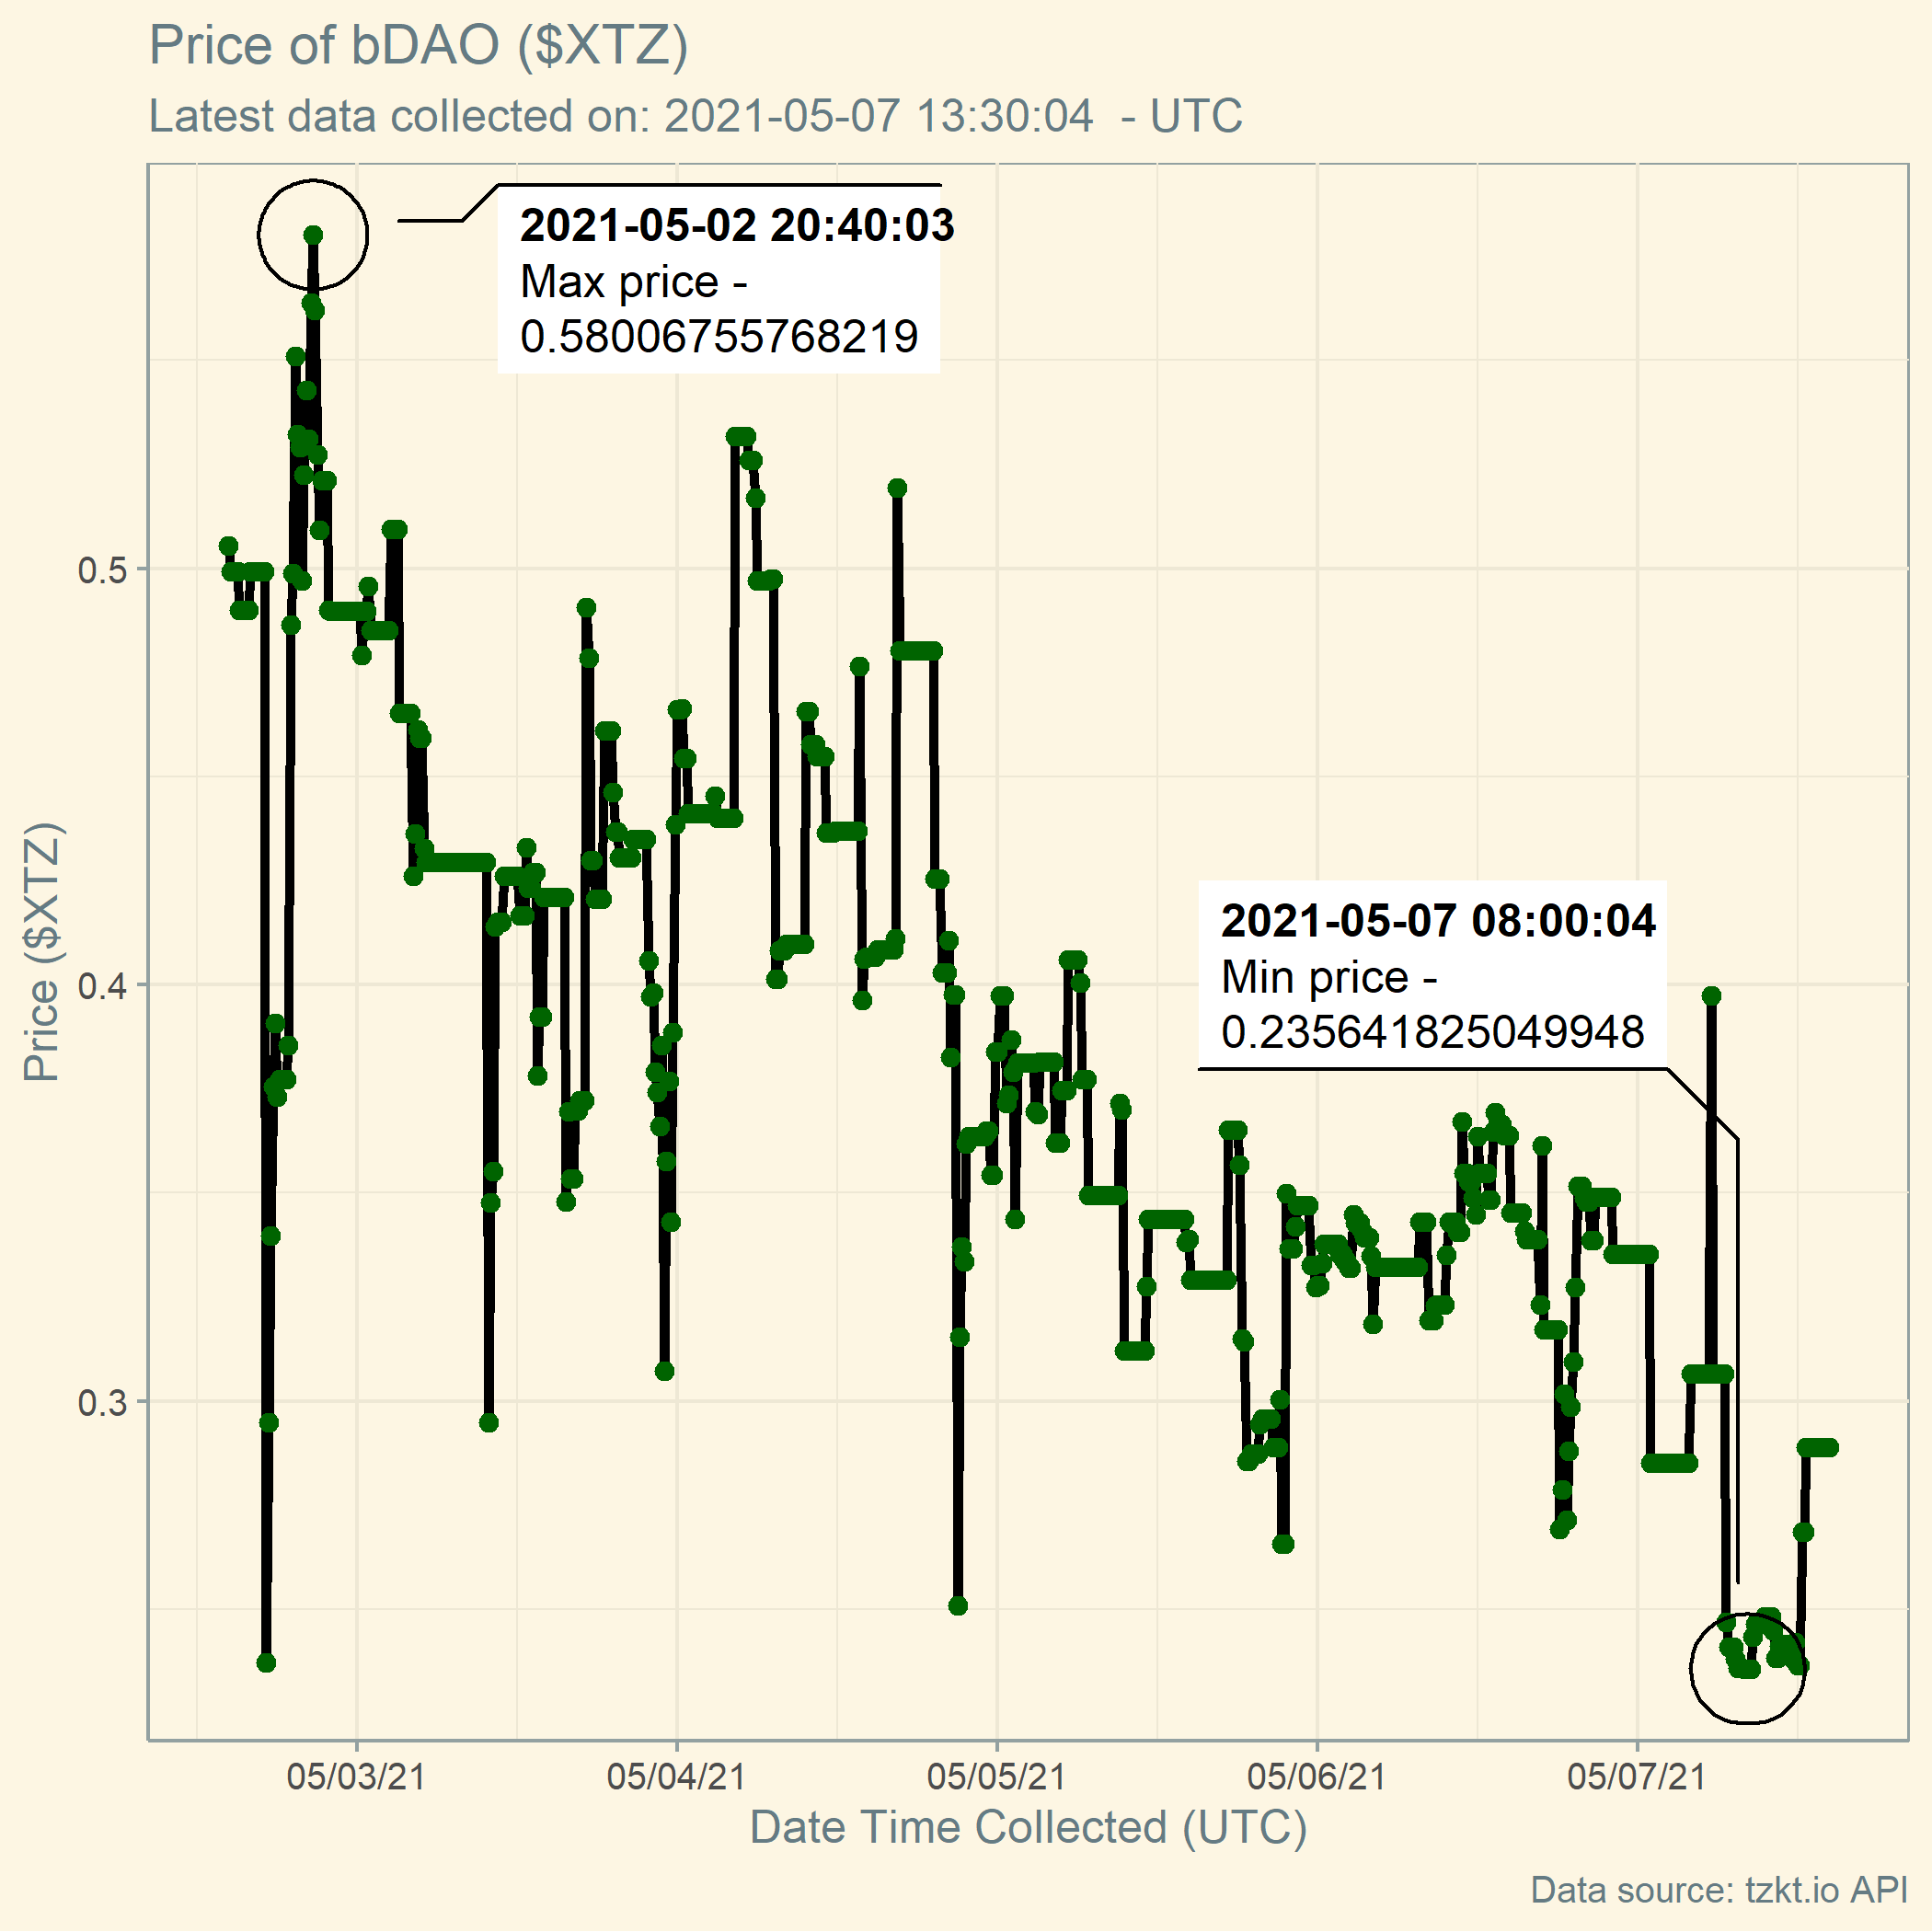 Price of bDAO ($XTZ)
Latest data collected on: 2021-05-07 13:30:04  - UTC
2021-05-02 20:40:03
Max price -
0.58006755768219
0.5
0.4
0.3
Price ($XTZ)
2021-05-07 08:00:04
Min price -
0.235641825049948
05/03/21
05/04/21
05/05/21
05/06/21
05/07/21
Date Time Collected (UTC)
Data source: tzkt.io API